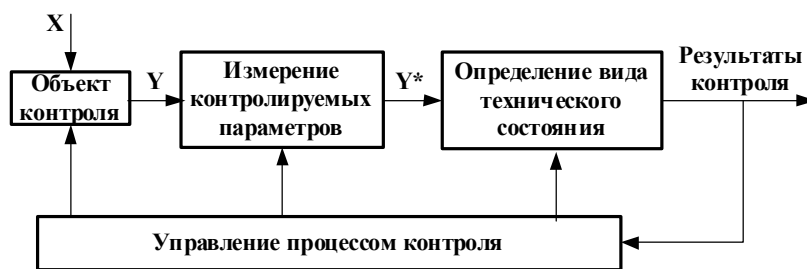 X
Объект
контроля
Y
Измерение
контролируемых
параметров
Y*
Определение вида
технического
состояния
Результаты
контроля
Управление процессом контроля